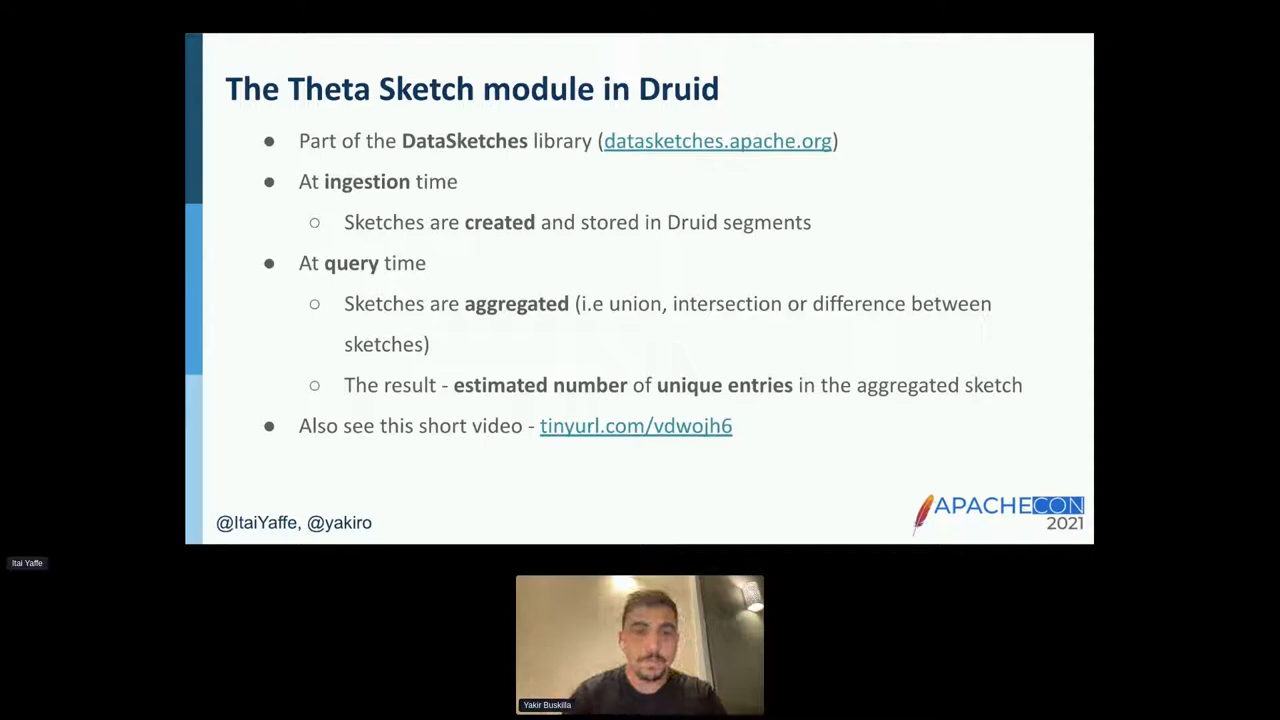 The Theta Sketch module in Druid
● Part of the DataSketches library (datasketches.apache.org)
● At ingestion time
○ Sketches are created and stored in Druid segments
● At query time
○ Sketches are aggregated (i.e union, intersection or difference between
sketches)
○ The result - estimated number of unique entries in the aggregated sketch
● Also see this short video - tinyurl.com/vdwojh6
@ItaiYaffe, @yakiro
APACHECON
2021
Itai Yaffe
Yakir Buskilla